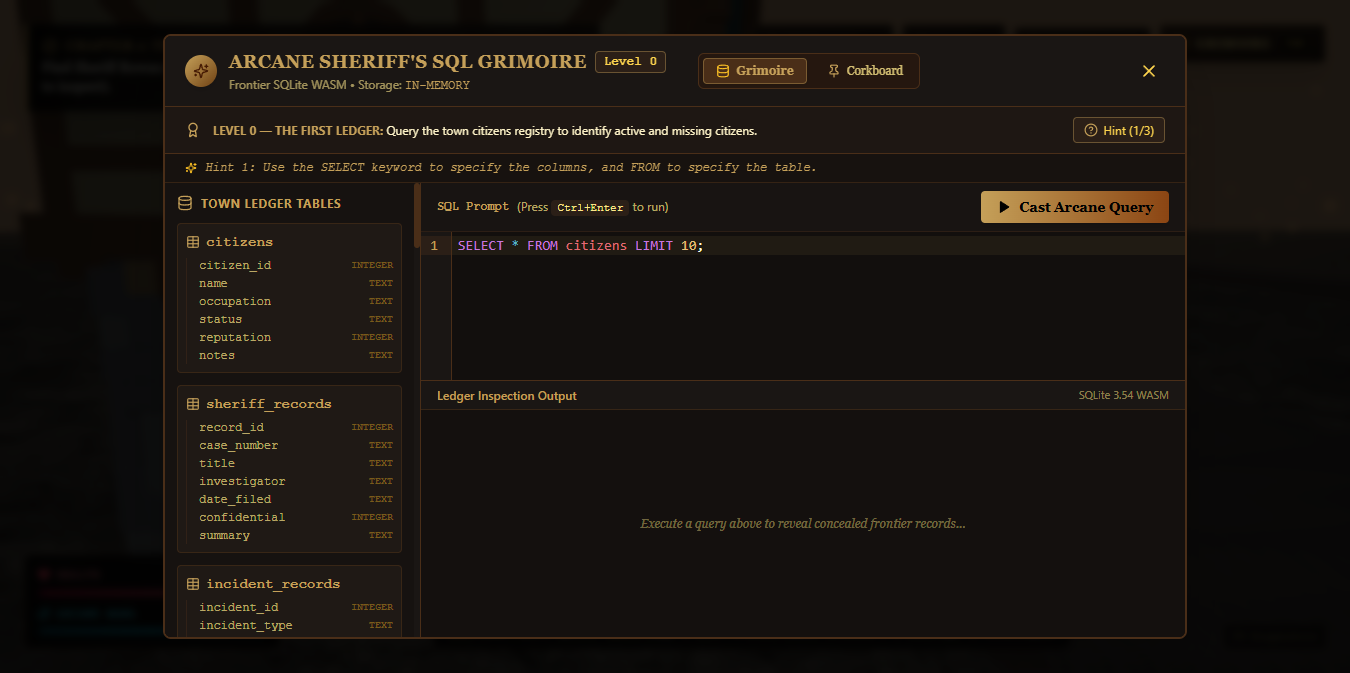 ARCANE SHERIFF'S SQL GRIMOIRE Level 0
Frontier SQLite WASM • Storage: IN-MEMORY
Grimoire Corkboard
LEVEL 0 — THE FIRST LEDGER: Query the town citizens registry to identify active and missing citizens.
Hint (1/3)
Hint 1: Use the SELECT keyword to specify the columns, and FROM to specify the table.
TOWN LEDGER TABLES
citizens
citizen_id INTEGER
name TEXT
occupation TEXT
status TEXT
reputation INTEGER
notes TEXT
sheriff_records
record_id INTEGER
case_number TEXT
title TEXT
investigator TEXT
date_filed TEXT
confidential INTEGER
summary TEXT
incident_records
incident_id INTEGER
incident_type TEXT
SQL Prompt (Press Ctrl+Enter to run)
Cast Arcane Query
1 SELECT * FROM citizens LIMIT 10;
Ledger Inspection Output
SQLite 3.54 WASM
Execute a query above to reveal concealed frontier records...